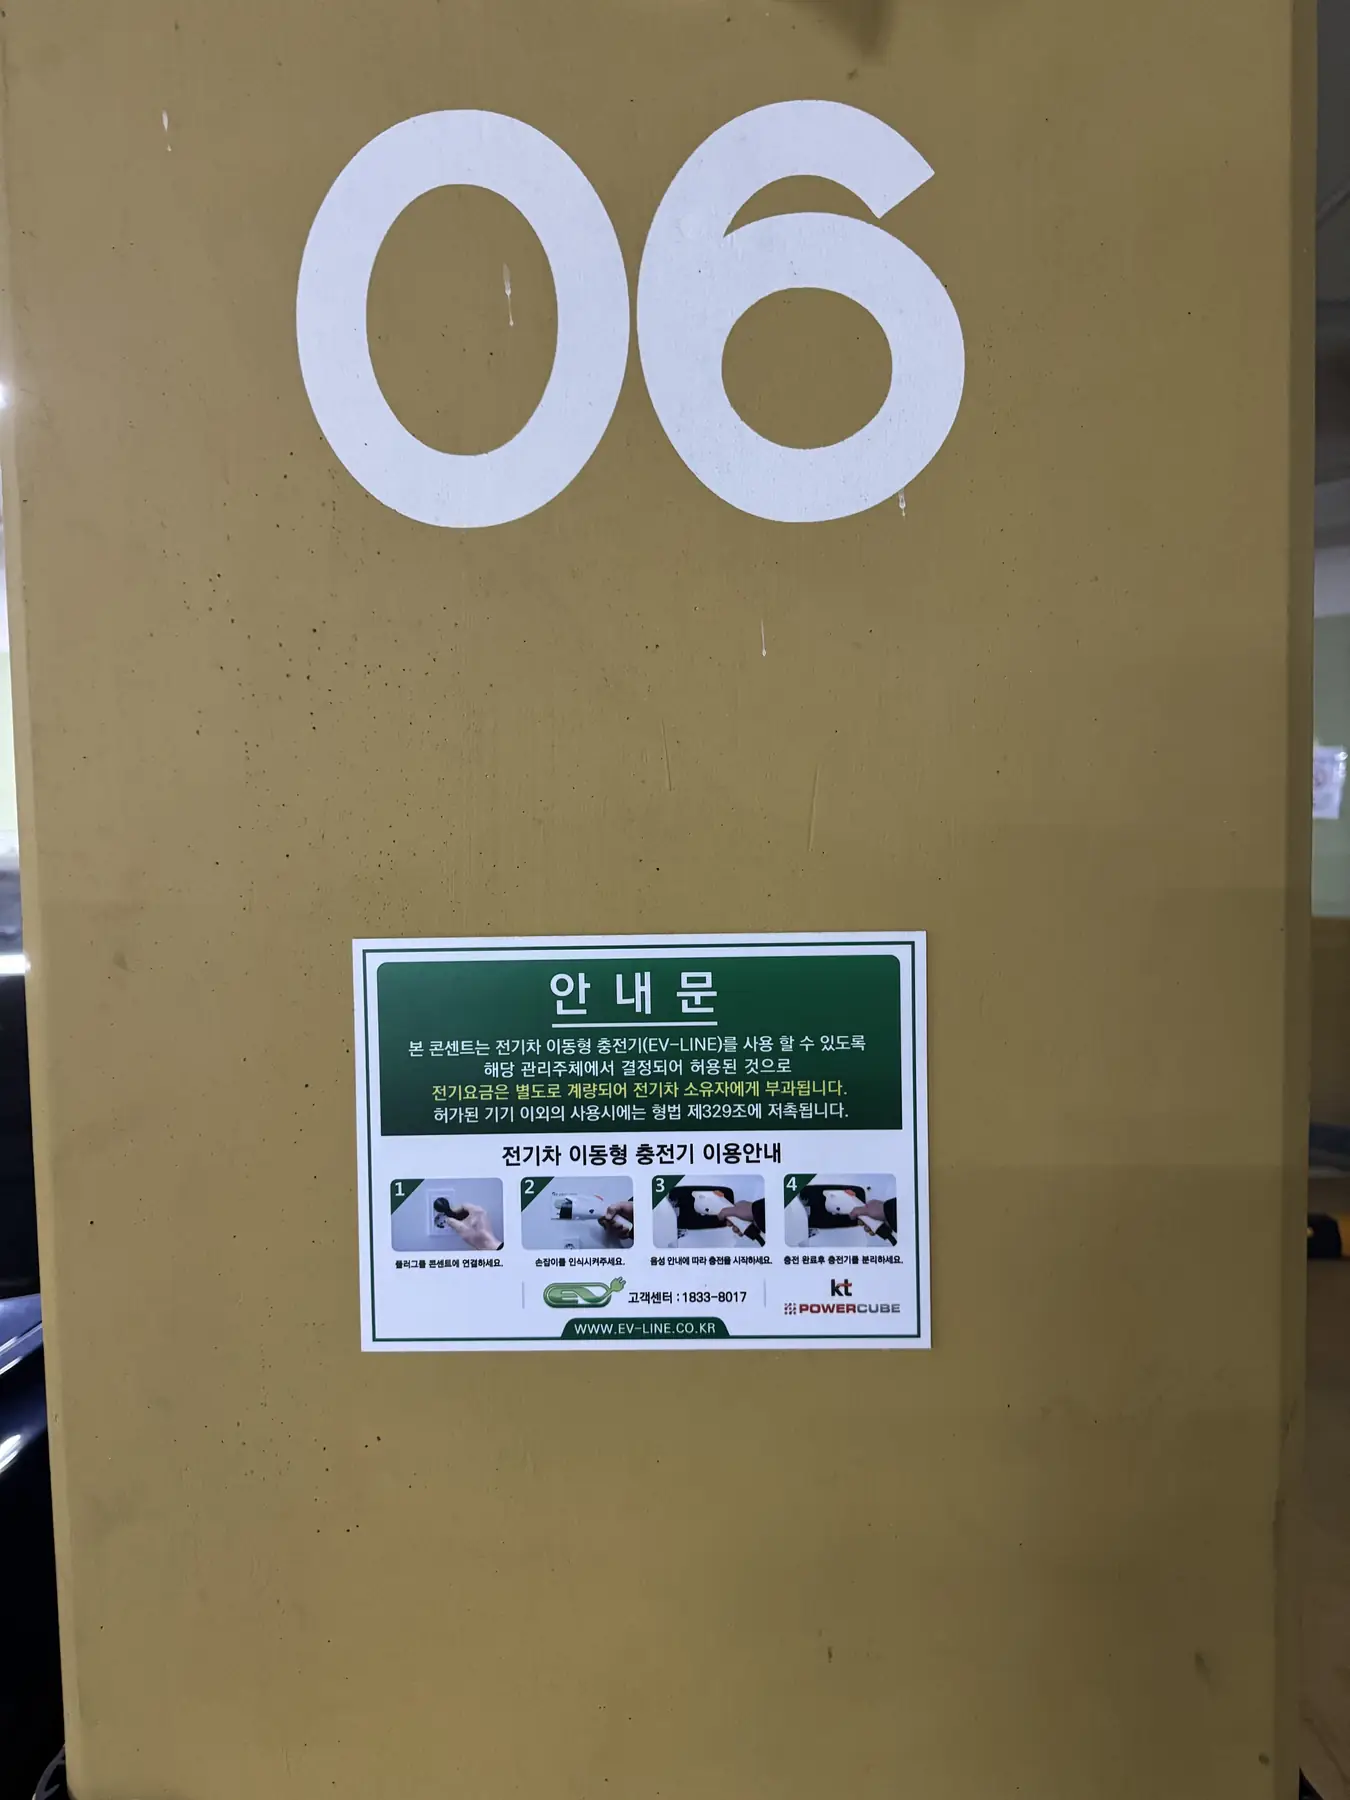 06
안 내 문
본 콘센트는 전기차 이동형 충전기(EV-LINE)를 사용 할 수 있도록
해당 관리주체에서 결정되어 허용된 것으로
전기요금은 별도로 계량되어 전기차 소유자에게 부과됩니다.
허가된 기기 이외의 사용시에는 형법 제329조에 저촉됩니다.
전기차 이동형 충전기 이용안내
1 2 3 4
플러그를 콘센트에 연결하세요. 손잡이를 인식시켜주세요. 음성 안내에 따라 충전을 시작하세요. 충전 완료후 충전기를 분리하세요.
EV 고객센터 : 1833-8017 kt
POWERCUBE
WWW.EV-LINE.CO.KR